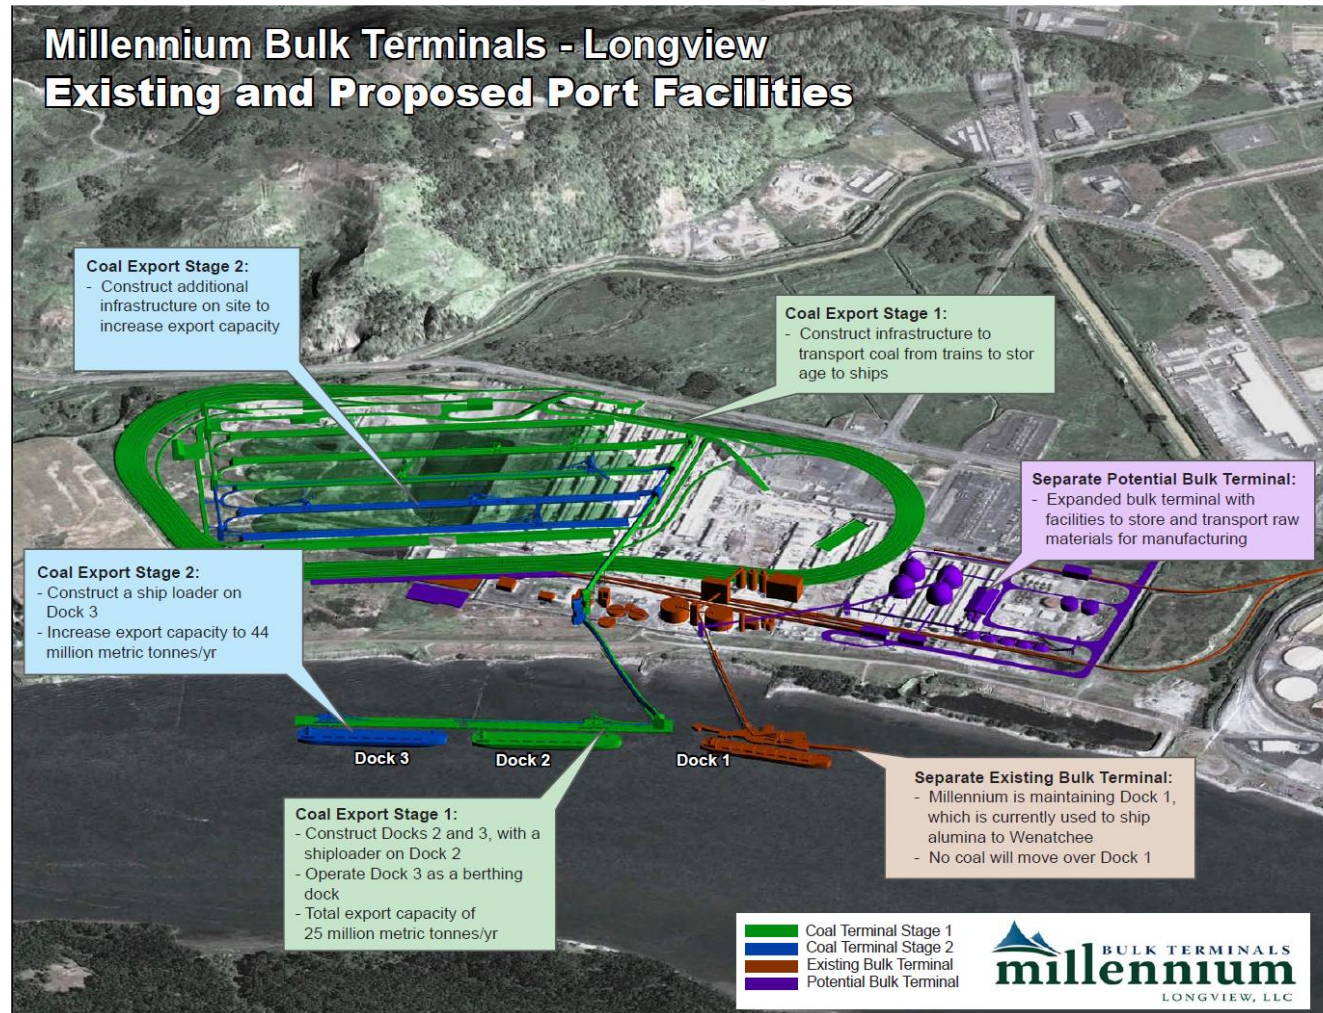 Millennium Bulk Terminals - Longview
Existing and Proposed Port Facilities
Coal Export Stage 2:
- Construct additional
infrastructure on site to
increase export capacity
Coal Export Stage 1:
- Construct infrastructure to
transport coal from trains to stor
age to ships
Separate Potential Bulk Terminal:
- Expanded bulk terminal with
facilities to store and transport raw
materials for manufacturing
Coal Export Stage 2:
- Construct a ship loader on
Dock 3
- Increase export capacity to 44
million metric tonnes/yr
Dock 3
Dock 2
Dock 1
Coal Export Stage 1:
- Construct Docks 2 and 3, with a
shiploader on Dock 2
- Operate Dock 3 as a berthing
dock
- Total export capacity of
25 million metric tonnes/yr
Separate Existing Bulk Terminal:
- Millennium is maintaining Dock 1,
which is currently used to ship
alumina to Wenatchee
- No coal will move over Dock 1
Coal Terminal Stage 1
Coal Terminal Stage 2
Existing Bulk Terminal
Potential Bulk Terminal
BULK TERMINALS
millennium
LONGVIEW, LLC